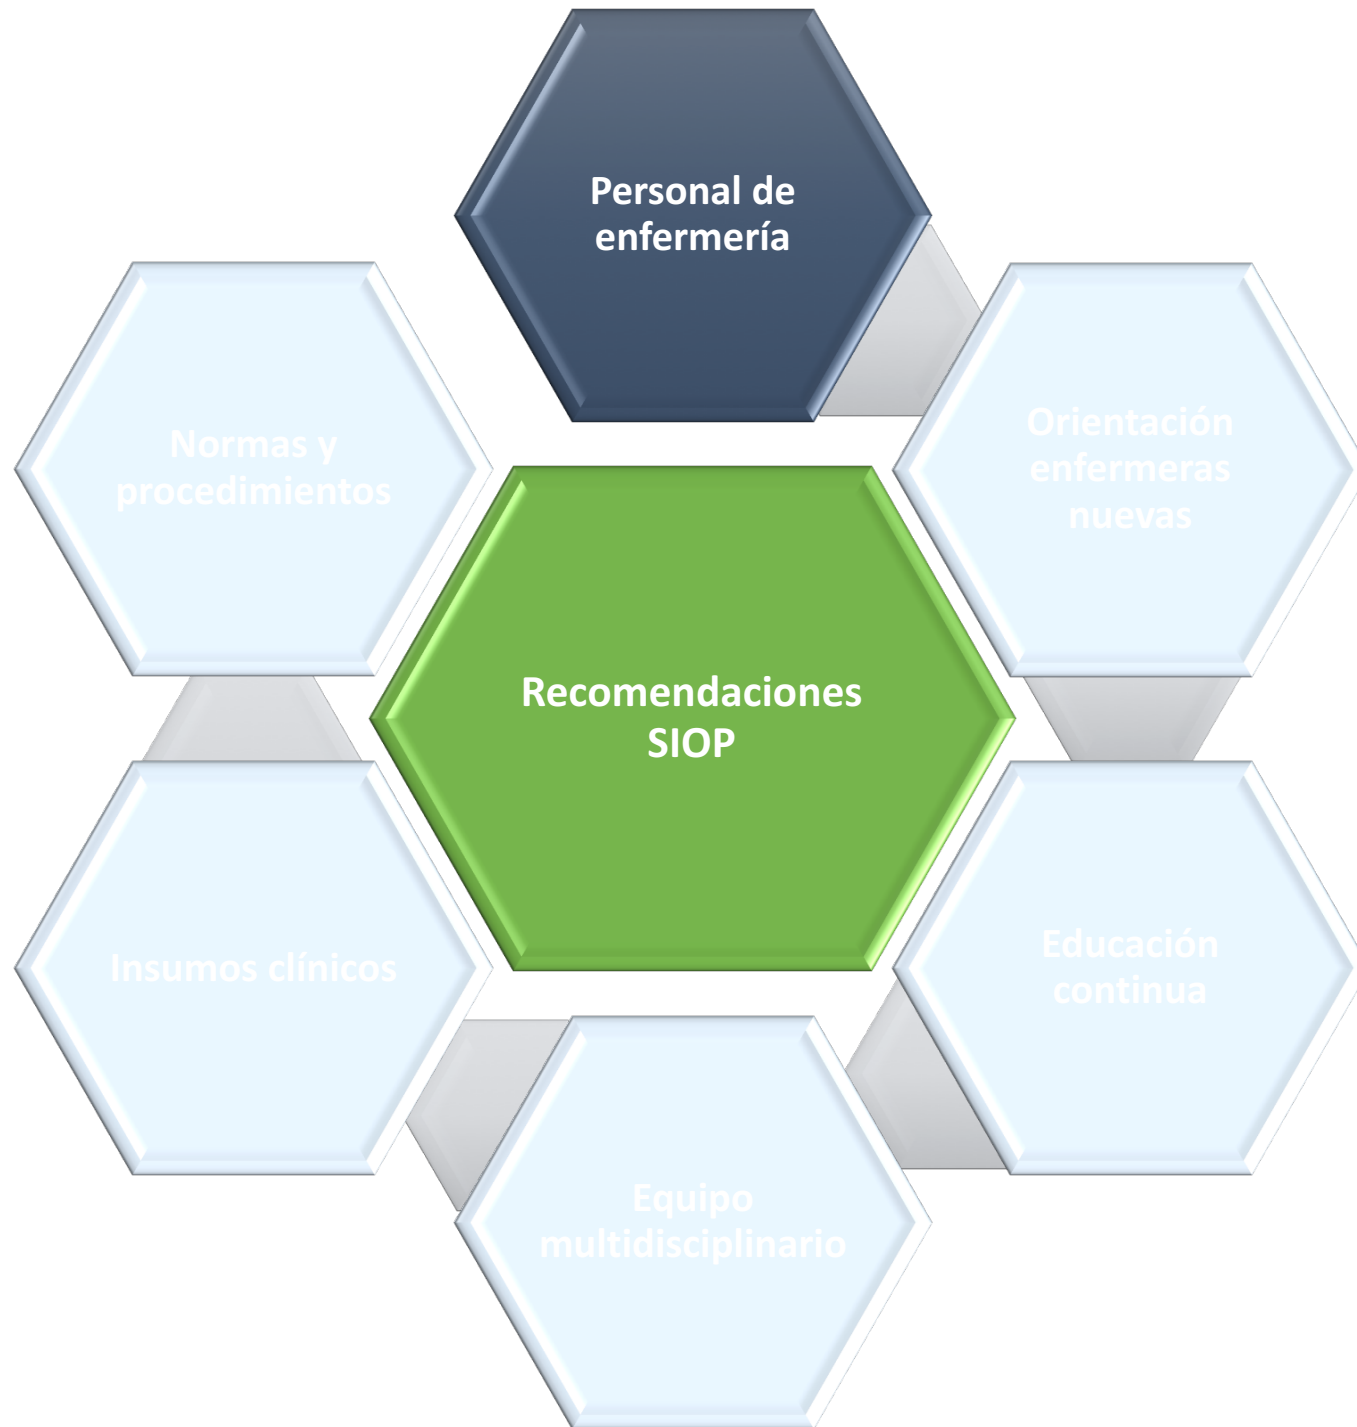 Personal de
enfermería
Orientación
enfermeras
nuevas
Educación
continua
Equipo
multidisciplinario
Insumos clínicos
Normas y
procedimientos
Recomendaciones
SIOP